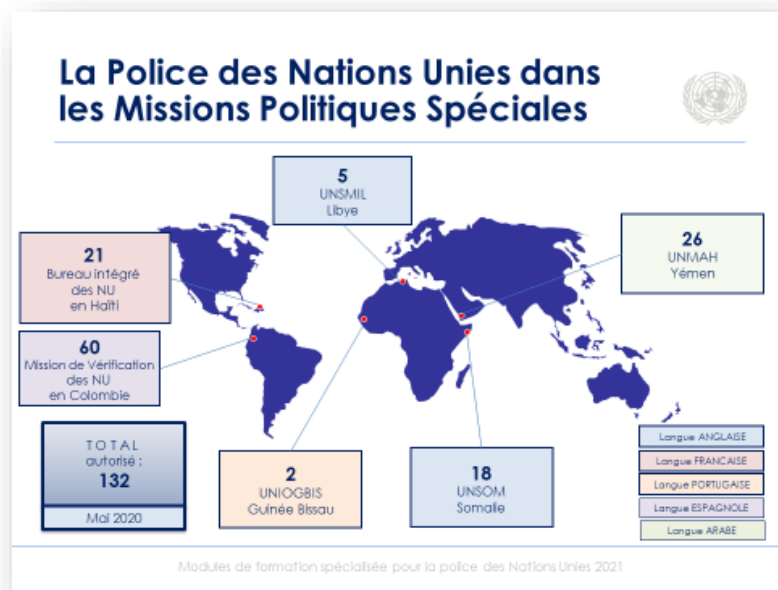 La Police des Nations Unies dans
les Missions Politiques Spéciales
5
UNSMIL
Libye
21
Bureau intégré
des NU
en Haïti
26
UNMAH
Yémen
60
Mission de Vérification
des NU
en Colombie
TOTAL
autorisé :
132
Mai 2020
2
UNIOGBIS
Guinée Bissau
18
UNSOM
Somalie
Langue ANGLAISE
Langue FRANCAISE
Langue PORTUGAISE
Langue ESPAGNOLE
Langue ARABE
Modules de formation spécialisée pour la police des Nations Unies 2021